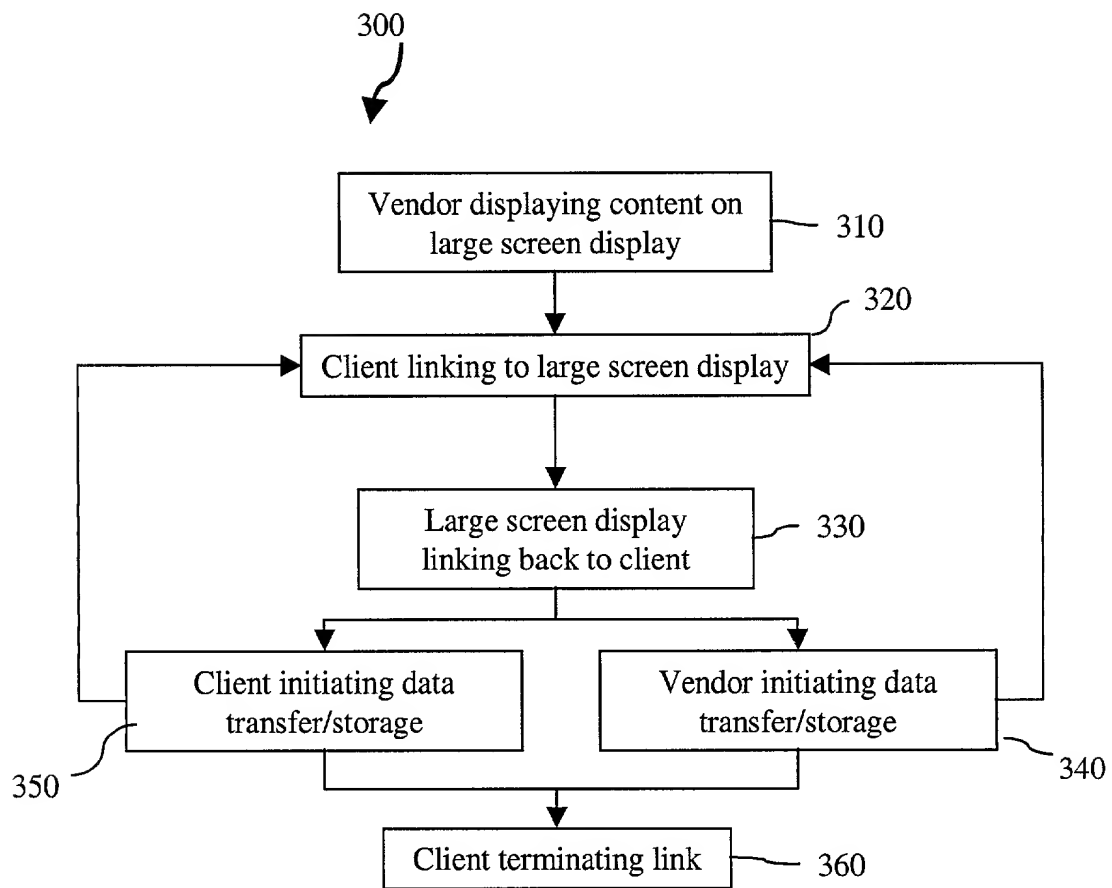 300
Vendor displaying content on
large screen display
310
320
Client linking to large screen display
Large screen display
linking back to client
330
Client initiating data
transfer/storage
350
Vendor initiating data
transfer/storage
340
Client terminating link
360